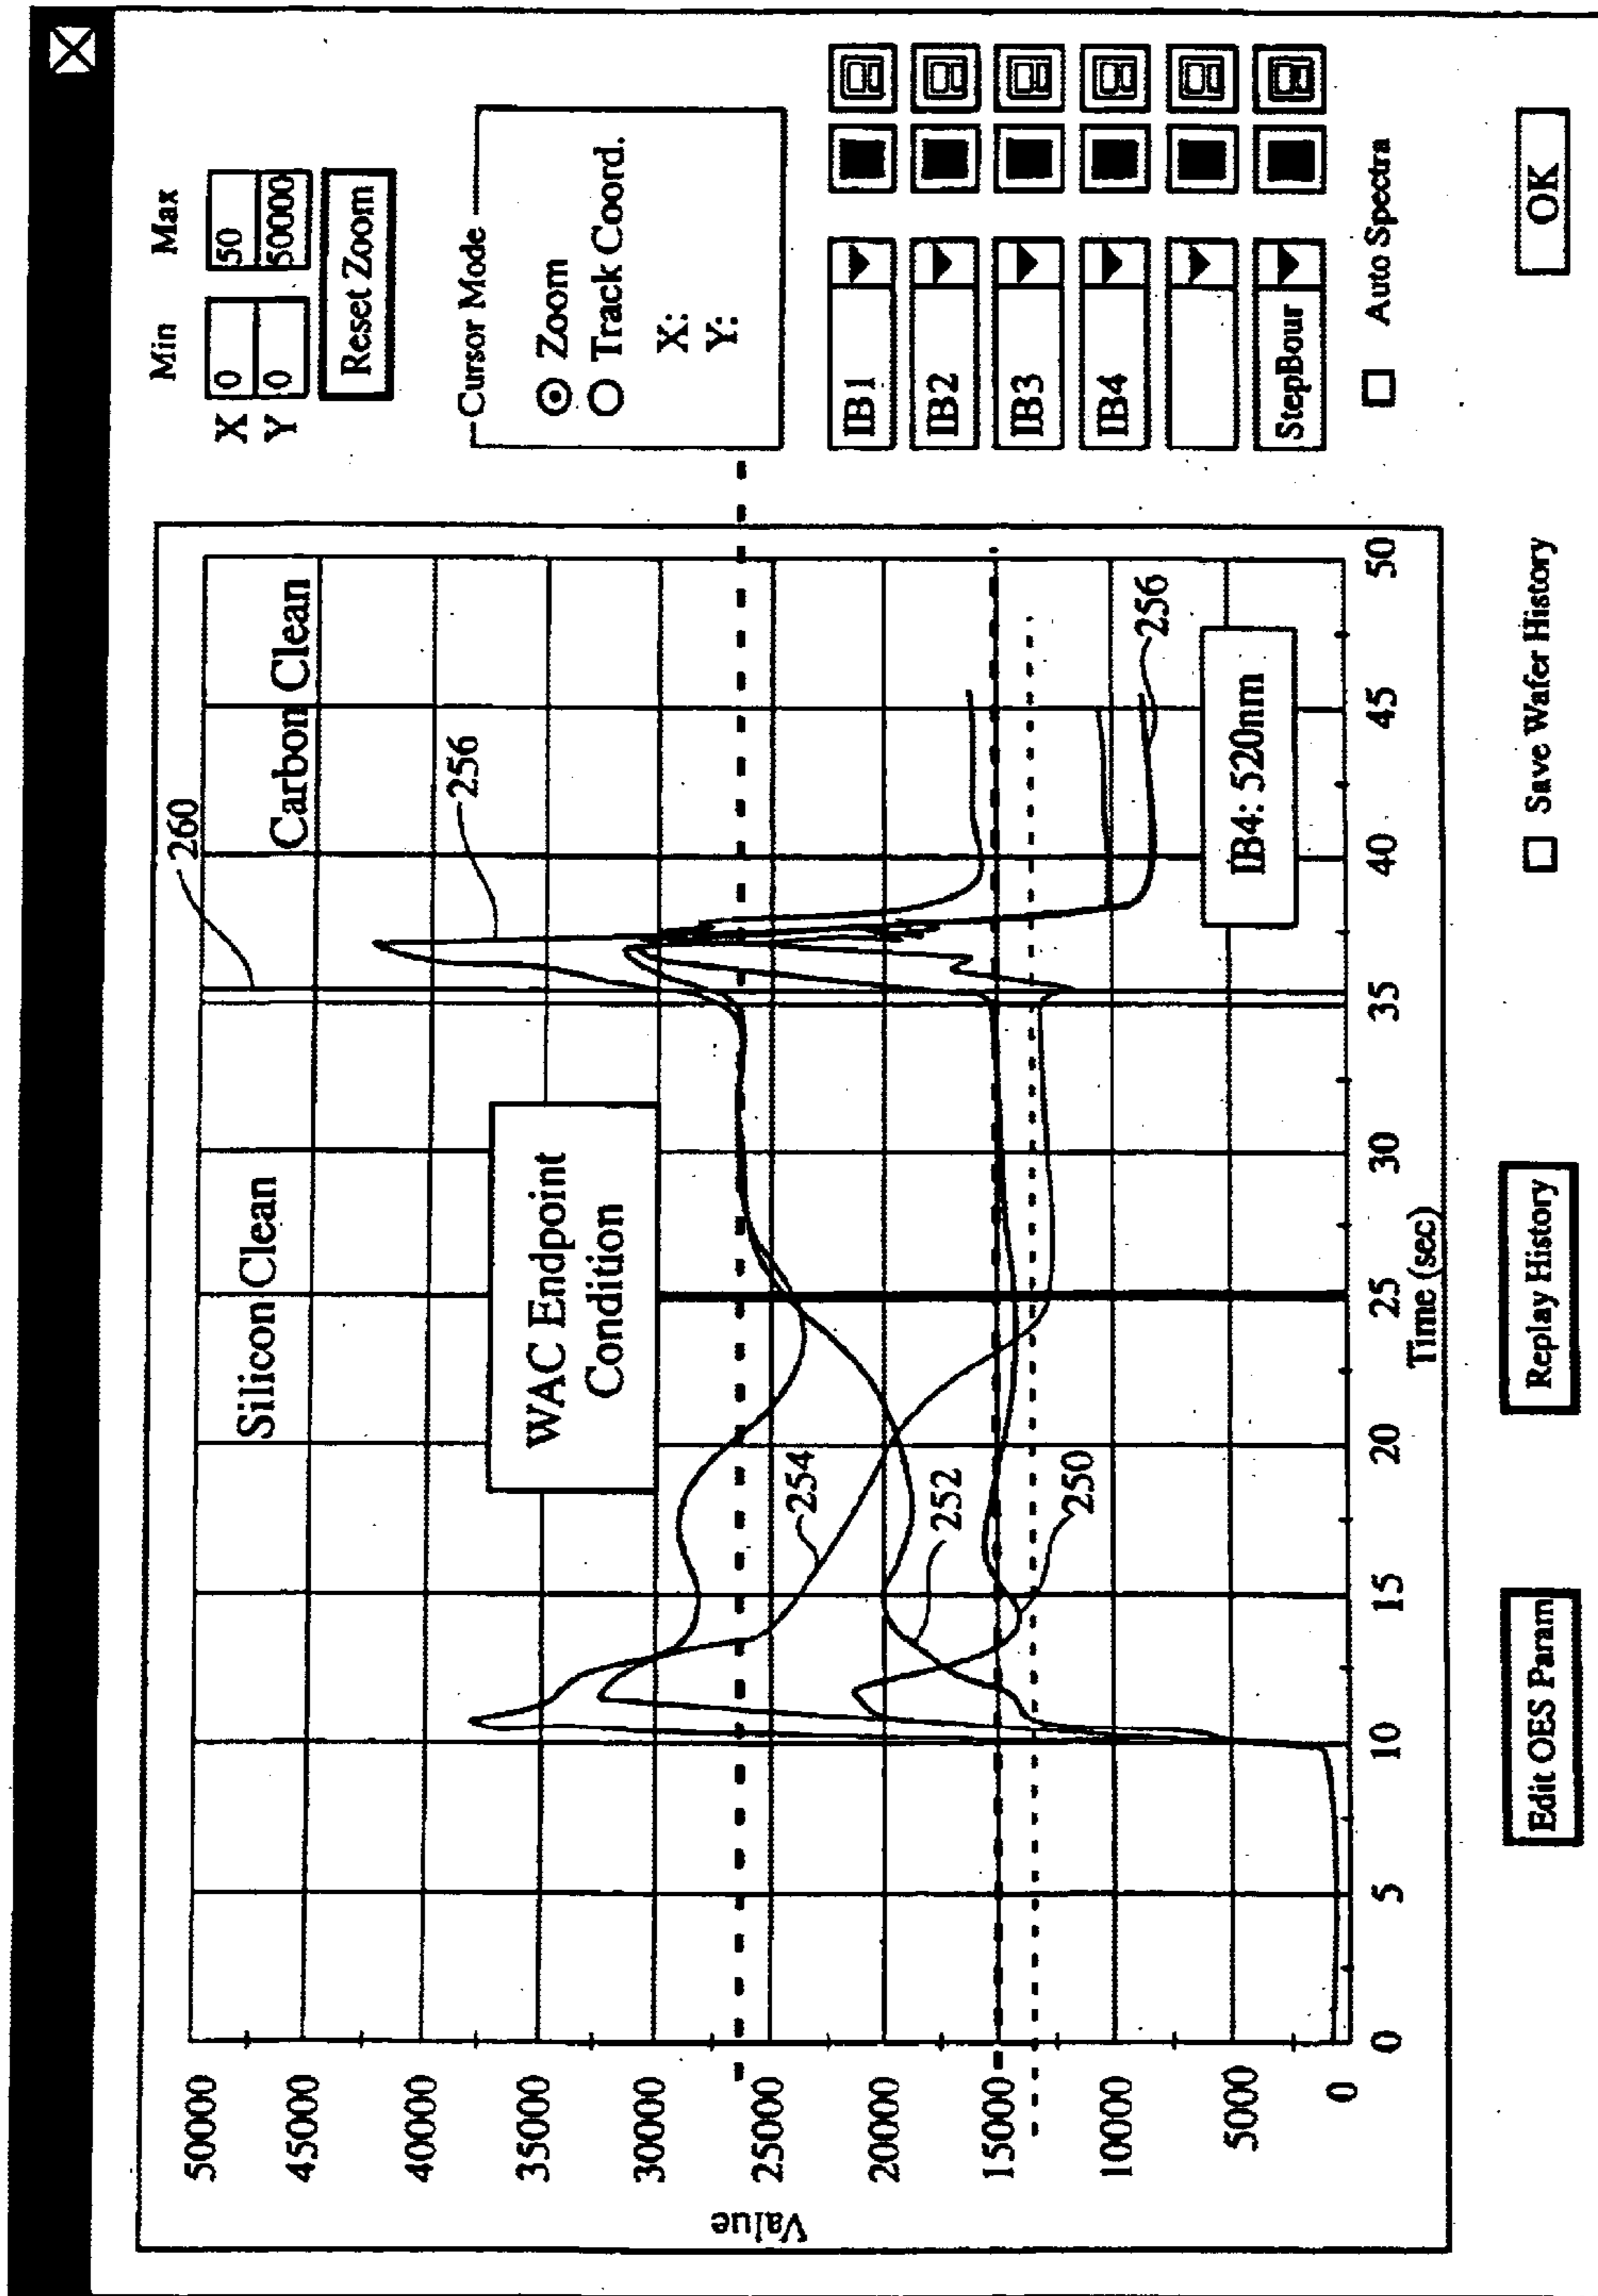 Min Max
X 0 50
Y 0 50000
Reset Zoom
Cursor Mode
Zoom
Track Coord.
X:
Y:
IB1
IB2
IB3
IB4
StepBour
Auto Spectra
OK
Silicon Clean
Carbon Clean
260
256
WAC Endpoint
Condition
254
252
250
256
IB4: 520nm
Value
50000
45000
40000
35000
30000
25000
20000
15000
10000
5000
0
0 5 10 15 20 25 30 35 40 45 50
Time (sec)
Edit OES Param
Replay History
Save Wafer History